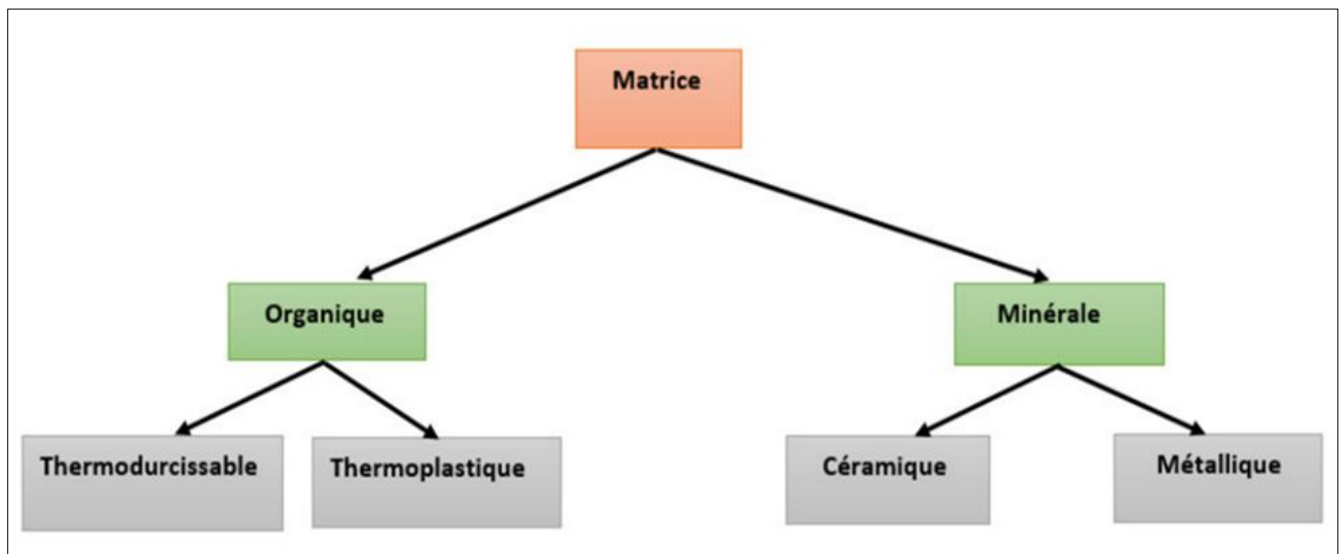 Matrice
Organique
Minérale
Thermodurcissable
Thermoplastique
Céramique
Métallique